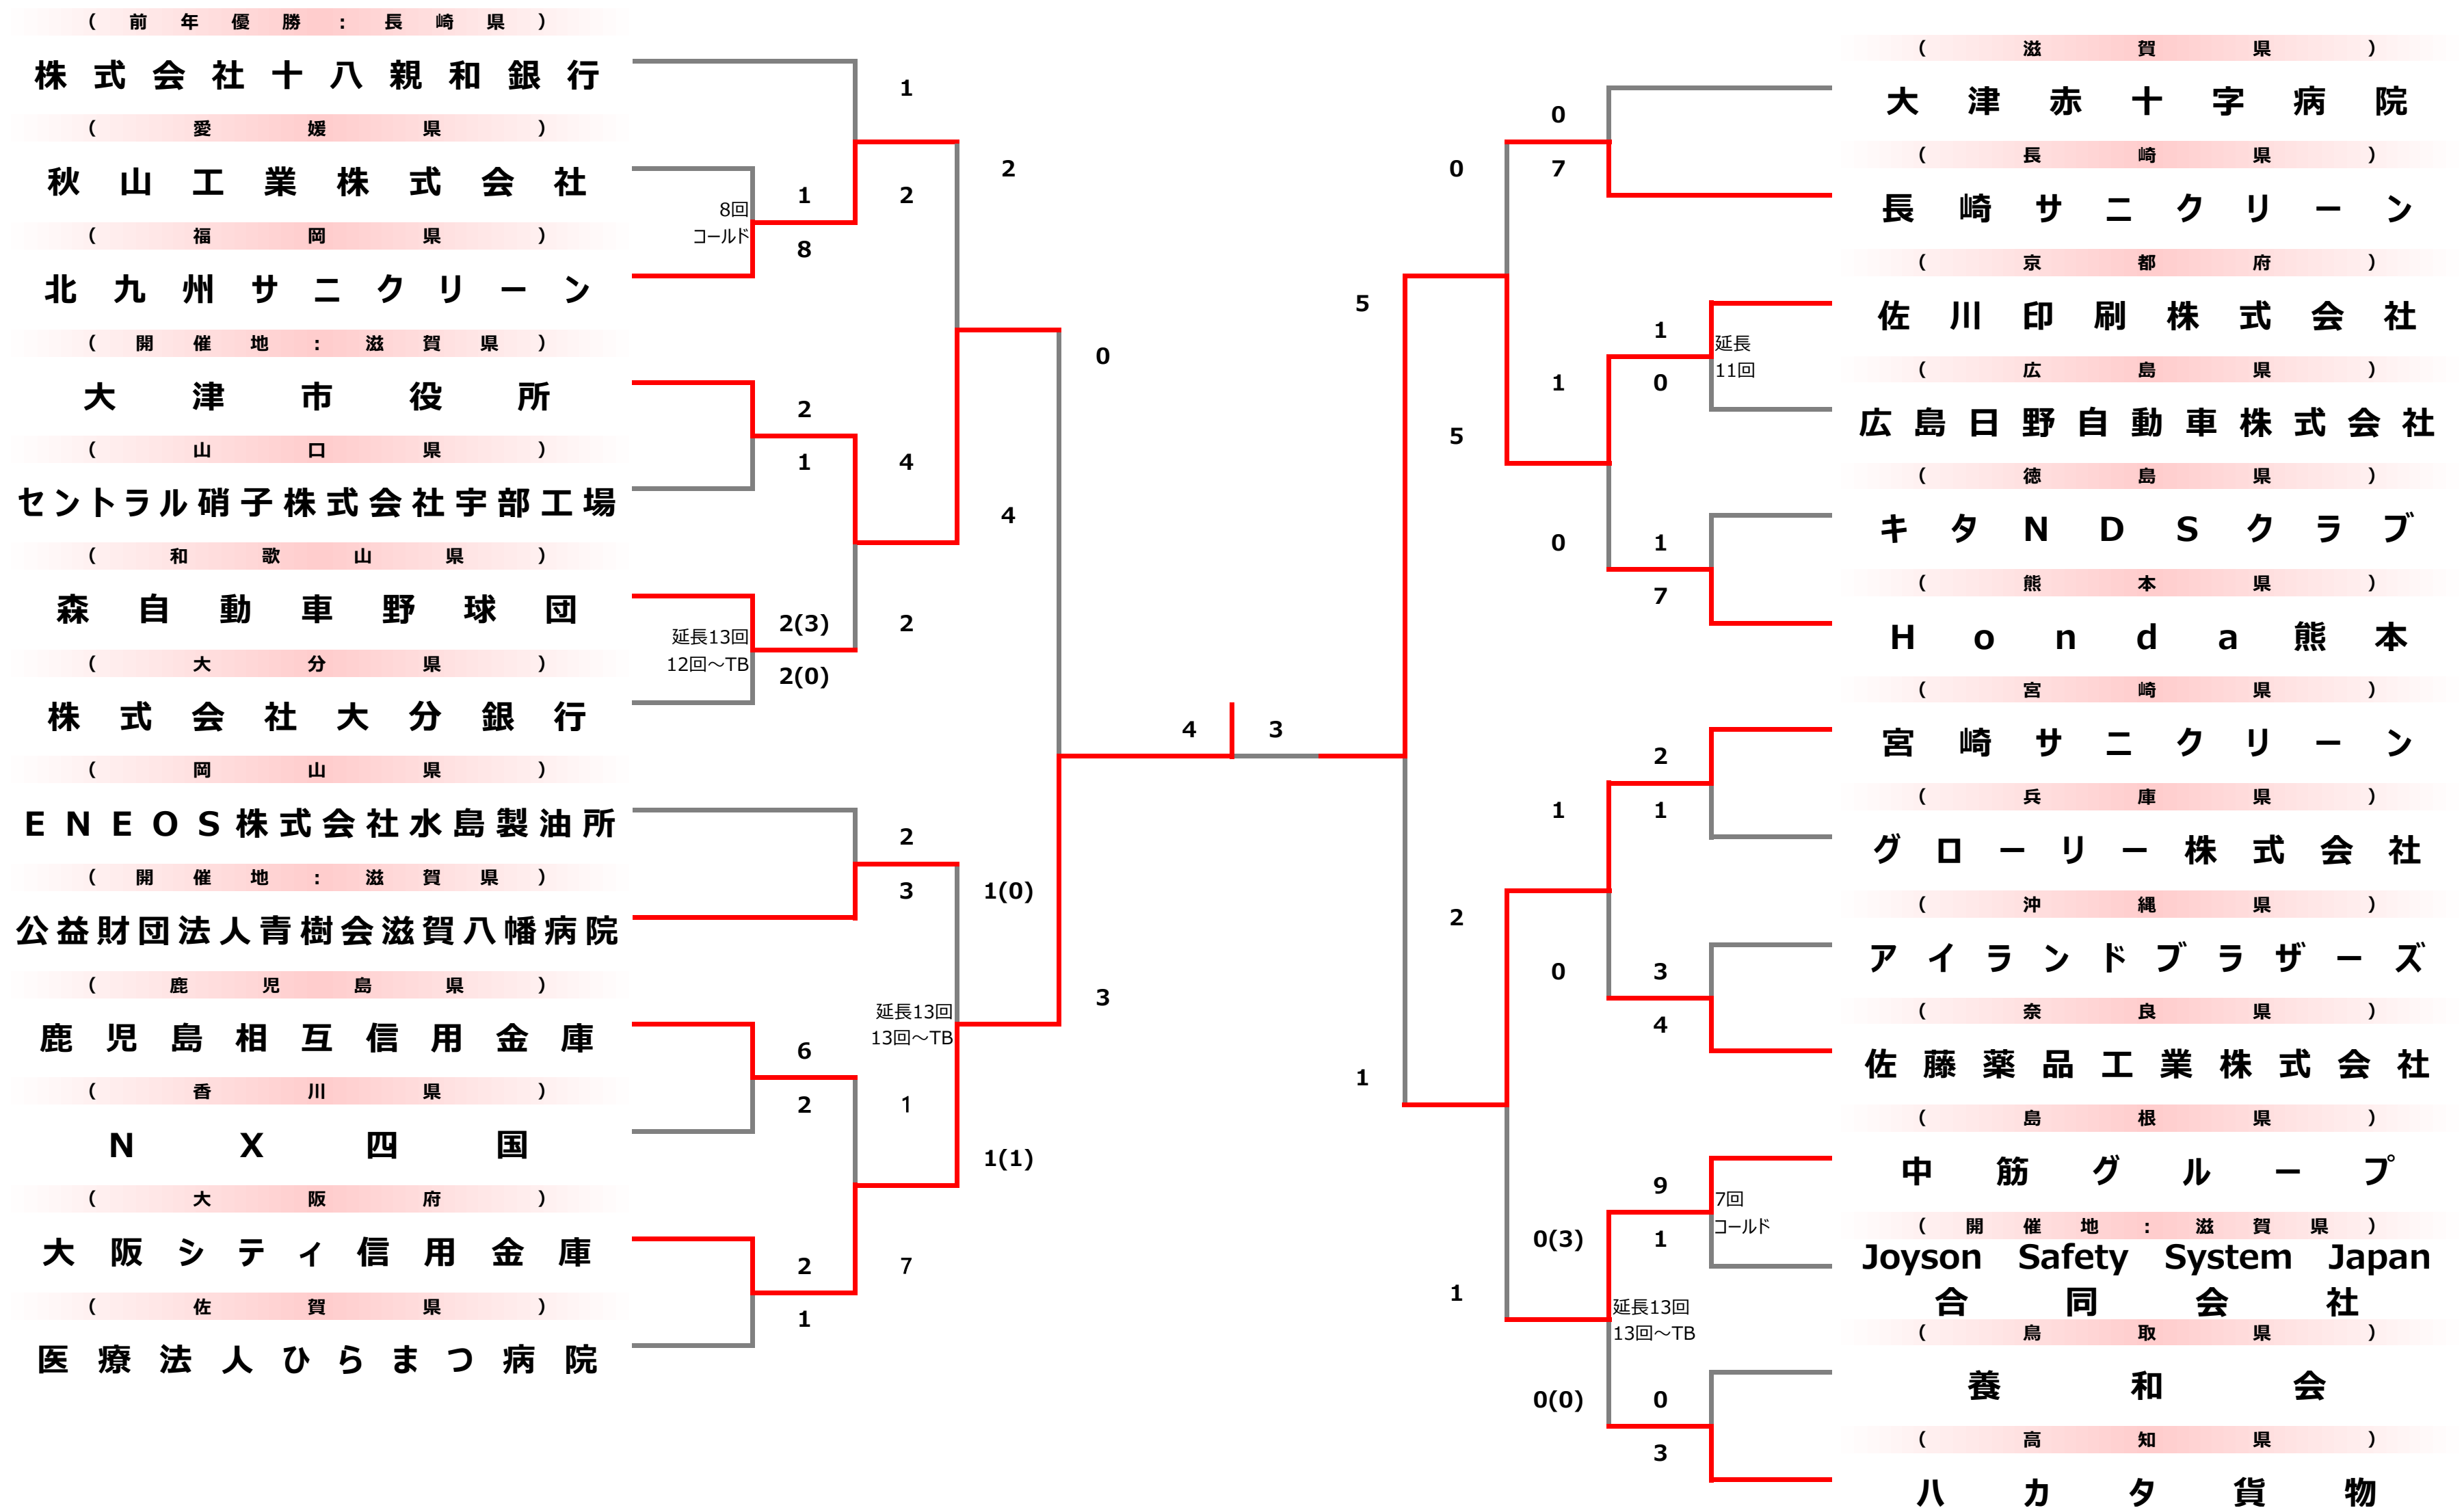 (前年優勝:長崎県)
株式会社十八親和銀行
(愛媛県)
秋山工業株式会社
(福岡県)
北九州サニクリーン
(開催地:滋賀県)
大津市役所
(山口県)
セントラル硝子株式会社宇部工場
(和歌山県)
森自動車野球団
(大分県)
株式会社大分銀行
(岡山県)
ENEOS株式会社水島製油所
(開催地:滋賀県)
公益財団法人青樹会滋賀八幡病院
(鹿児島県)
鹿児島相互信用金庫
(香川県)
NX四国
(大阪府)
大阪シティ信用金庫
(佐賀県)
医療法人ひらまつ病院
8回
コールド
1
8
2
1
延長13回
12回～TB
2(3)
2(0)
6
2
2
1
1
2
4
2
2
3
延長13回
13回～TB
1
7
2
4
1(0)
1(1)
0
3
4
3
5
1
0
5
2
1
0
7
1
0
1
0
0(3)
延長13回
13回～TB
0(0)
1
0
延長
11回
1
7
2
1
3
4
9
1
7回
コールド
0
3
(滋賀県)
大津赤十字病院
(長崎県)
長崎サニクリーン
(京都府)
佐川印刷株式会社
(広島県)
広島日野自動車株式会社
(徳島県)
キタNDSクラブ
(熊本県)
Honda熊本
(宮崎県)
宮崎サニクリーン
(兵庫県)
グローリー株式会社
(沖縄県)
アイランドブラザーズ
(奈良県)
佐藤薬品工業株式会社
(島根県)
中筋グループ
(開催地:滋賀県)
Joyson Safety System Japan
合同会社
(鳥取県)
養和会
(高知県)
ハカタ貨物